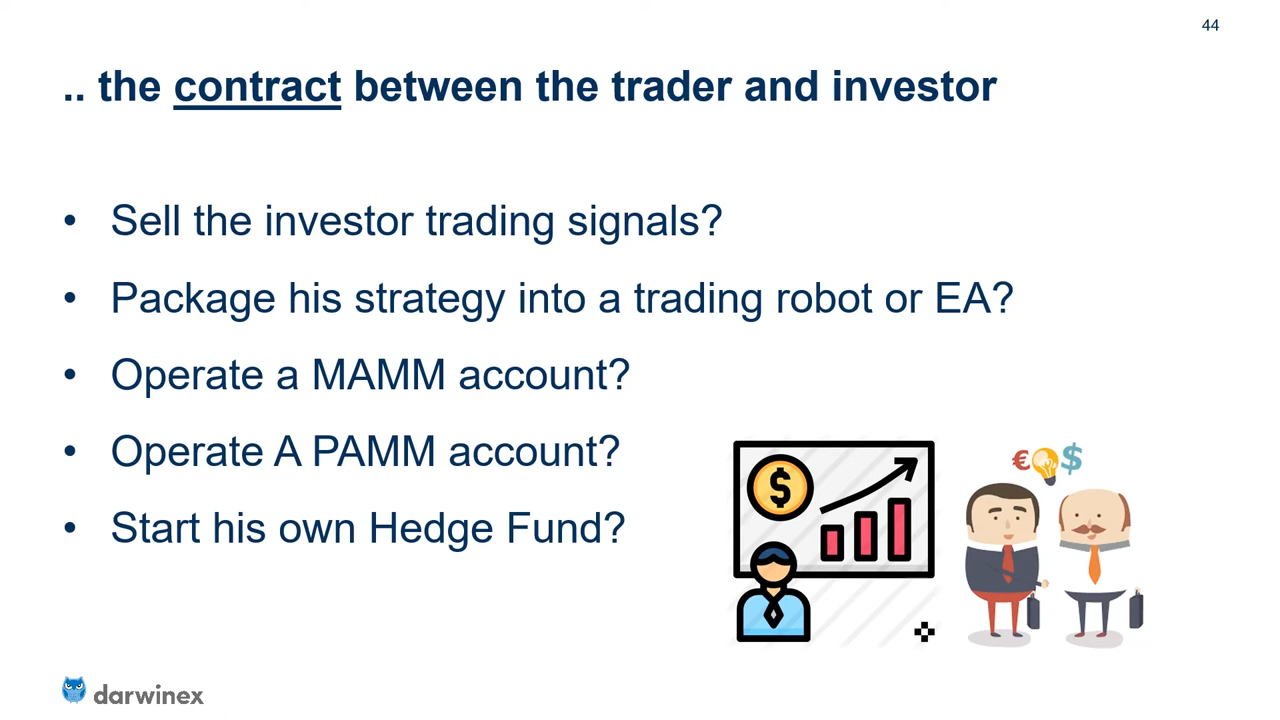 44
.. the contract between the trader and investor
• Sell the investor trading signals?
• Package his strategy into a trading robot or EA?
• Operate a MAMM account?
• Operate A PAMM account?
• Start his own Hedge Fund?
$
€ $
darwinex